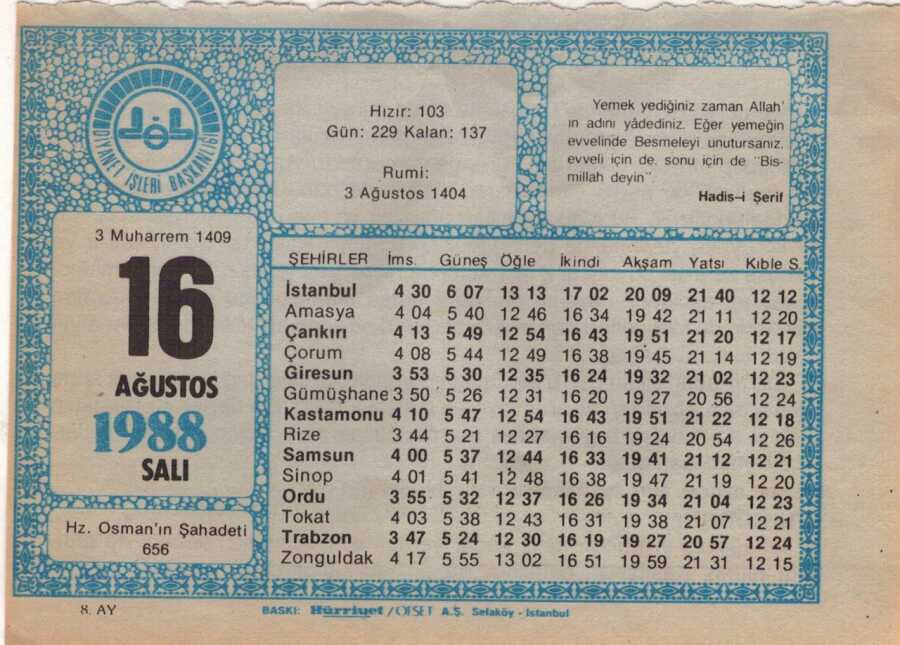 DİYANET İŞLERİ BAŞKANLIĞI
Hızır: 103
Gün: 229 Kalan: 137
Rumi:
3 Ağustos 1404
Yemek yediğiniz zaman Allah'
ın adını yâdediniz. Eğer yemeğin
evvelinde Besmeleyi unutursanız,
evveli için de, sonu için de "Bis-
millah deyin".
Hadis-i Şerif
3 Muharrem 1409
16
AĞUSTOS
1988
SALI
Hz. Osman'ın Şahadeti
656
ŞEHİRLER İms. Güneş Öğle İkindi Akşam Yatsı Kıble S.
İstanbul 4 30 6 07 13 13 17 02 20 09 21 40 12 12
Amasya 4 04 5 40 12 46 16 34 19 42 21 11 12 20
Çankırı 4 13 5 49 12 54 16 43 19 51 21 20 12 17
Çorum 4 08 5 44 12 49 16 38 19 45 21 14 12 19
Giresun 3 53 5 30 12 35 16 24 19 32 21 02 12 23
Gümüşhane 3 50 5 26 12 31 16 20 19 27 20 56 12 24
Kastamonu 4 10 5 47 12 54 16 43 19 51 21 22 12 18
Rize 3 44 5 21 12 27 16 16 19 24 20 54 12 26
Samsun 4 00 5 37 12 44 16 33 19 41 21 12 12 21
Sinop 4 01 5 41 12 48 16 38 19 47 21 19 12 20
Ordu 3 55 5 32 12 37 16 26 19 34 21 04 12 23
Tokat 4 03 5 38 12 43 16 31 19 38 21 07 12 21
Trabzon 3 47 5 24 12 30 16 19 19 27 20 57 12 24
Zonguldak 4 17 5 55 13 02 16 51 19 59 21 31 12 15
8. AY
BASKI: Hürriyet / OFSET A.Ş. Sefaköy - İstanbul